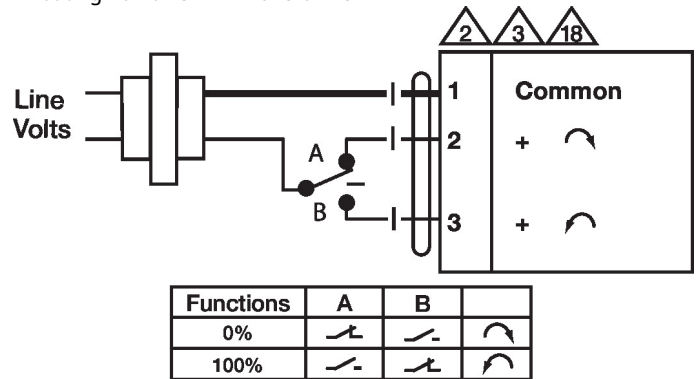 2 3 18
Line
Volts
1 Common
2 +
A
B
3 +
Functions A B
0%
100%